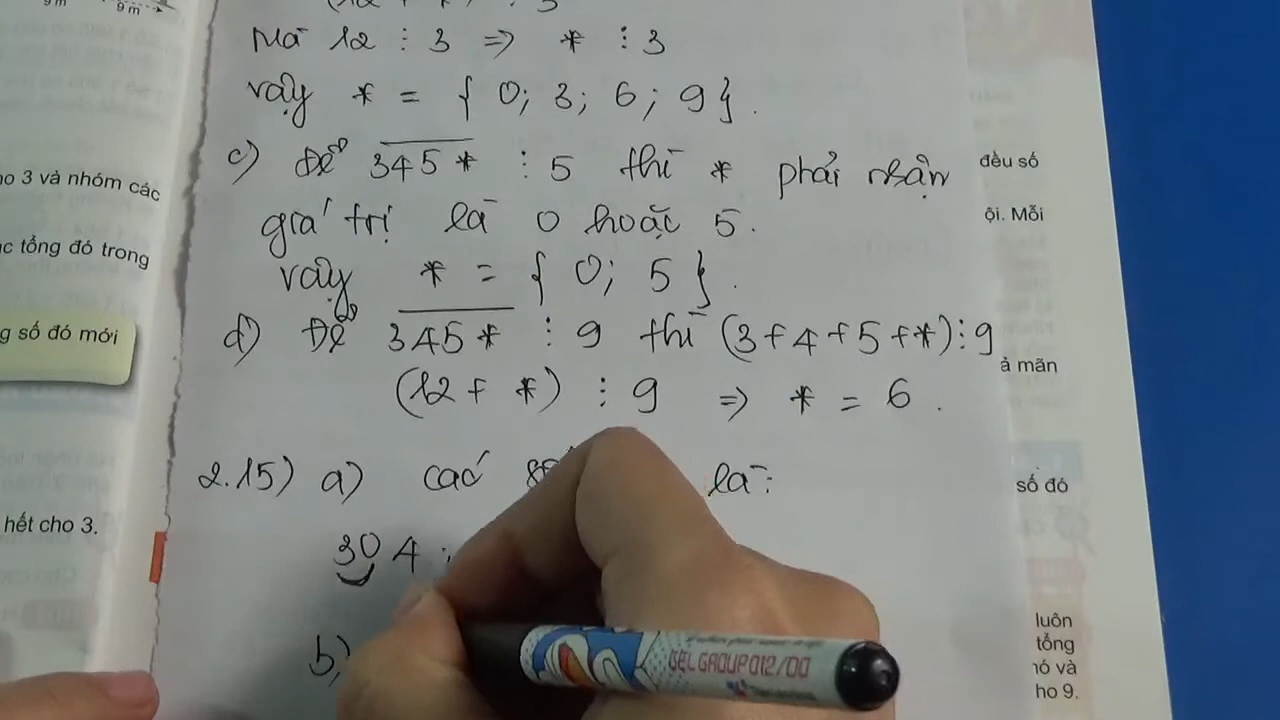 9 m
9 m
Mà 12 ⋮ 3 => * ⋮ 3
vậy * = { 0; 3; 6; 9}.
c) Để 345* ⋮ 5 thì * phải nhận
giá trị là 0 hoặc 5.
vậy * = { 0; 5 }.
d) Để 345* ⋮ 9 thì (3+4+5+*) ⋮ 9
(12 + *) ⋮ 9 => * = 6.
2.15) a) các là:
304;
b)
3 và nhóm các
tổng đó trong
số đó mới
hết cho 3.
đều số
ội. Mỗi
mãn
số đó
luôn
tổng
và
ho 9.
GEL GROUP 012/DO